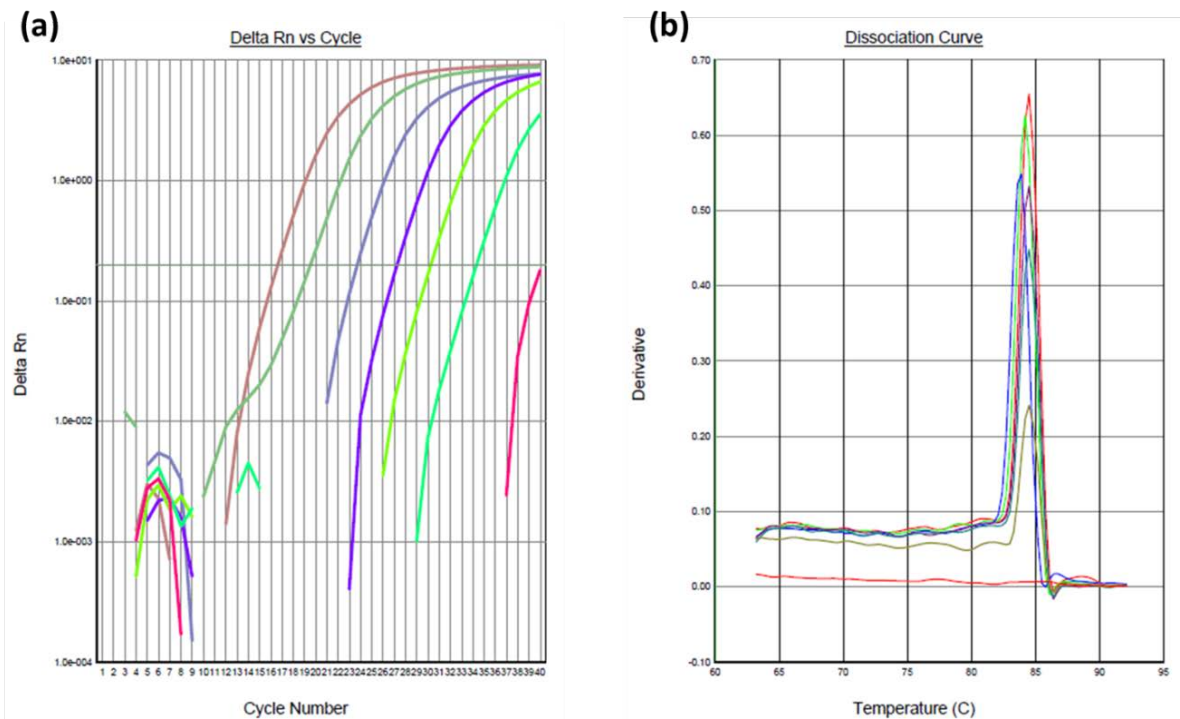 (a)
Delta Rn vs Cycle
1.0e+001
1.0e+000
1.0e-001
1.0e-002
1.0e-003
1.0e-004
Delta Rn
1 2 3 4 5 6 7 8 9 10 11 12 13 14 15 16 17 18 19 20 21 22 23 24 25 26 27 28 29 30 31 32 33 34 35 36 37 38 39 40
Cycle Number
(b)
Dissociation Curve
0.70
0.60
0.50
0.40
0.30
0.20
0.10
0.00
-0.10
Derivative
60 65 70 75 80 85 90 95
Temperature (C)